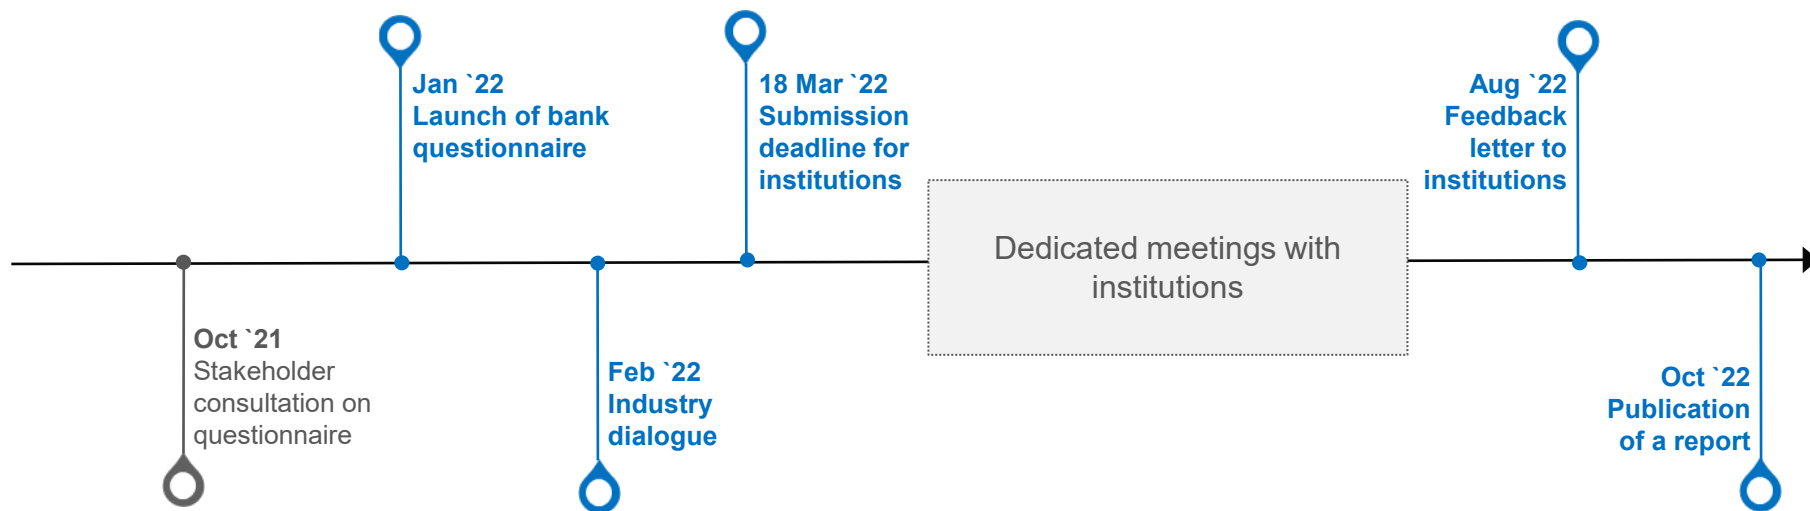 Jan `22
Launch of bank
questionnaire
18 Mar `22
Submission
deadline for
institutions
Aug `22
Feedback
letter to
institutions
Dedicated meetings with
institutions
Oct `21
Stakeholder
consultation on
questionnaire
Feb `22
Industry
dialogue
Oct `22
Publication
of a report